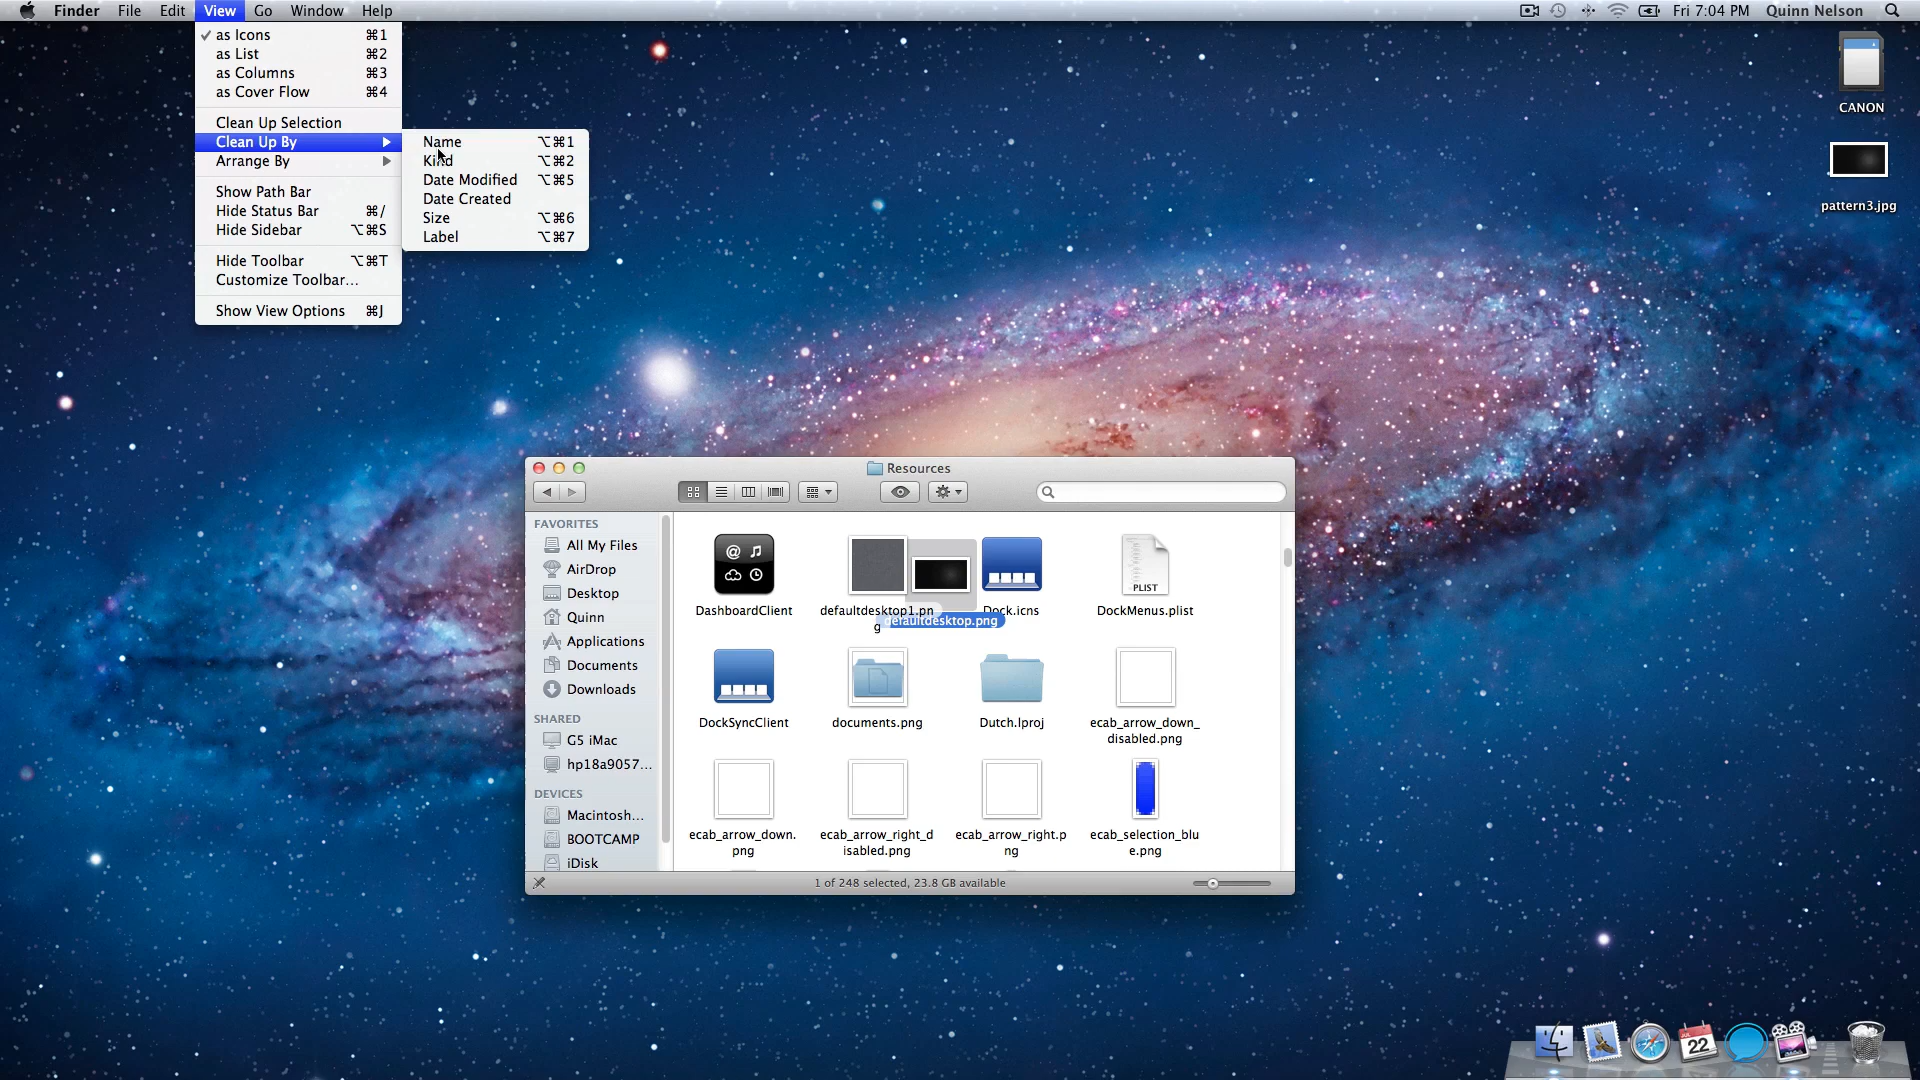 Finder File Edit View Go Window Help
Fri 7:04 PM Quinn Nelson
✓ as Icons ⌘1
as List ⌘2
as Columns ⌘3
as Cover Flow ⌘4
Clean Up Selection
Clean Up By
Arrange By
Show Path Bar
Hide Status Bar ⌘/
Hide Sidebar ⌥⌘S
Hide Toolbar ⌥⌘T
Customize Toolbar...
Show View Options ⌘J
Name ⌥⌘1
Kind ⌥⌘2
Date Modified ⌥⌘5
Date Created
Size ⌥⌘6
Label ⌥⌘7
CANON
pattern3.jpg
Resources
FAVORITES
All My Files
AirDrop
Desktop
Quinn
Applications
Documents
Downloads
SHARED
G5 iMac
hp18a9057...
DEVICES
Macintosh...
BOOTCAMP
iDisk
PLIST
DashboardClient
defaultdesktop1.pn
g
defaultdesktop.png
Dock.icns
DockMenus.plist
DockSyncClient
documents.png
Dutch.lproj
ecab_arrow_down_
disabled.png
ecab_arrow_down.
png
ecab_arrow_right_d
isabled.png
ecab_arrow_right.p
ng
ecab_selection_blu
e.png
1 of 248 selected, 23.8 GB available
22